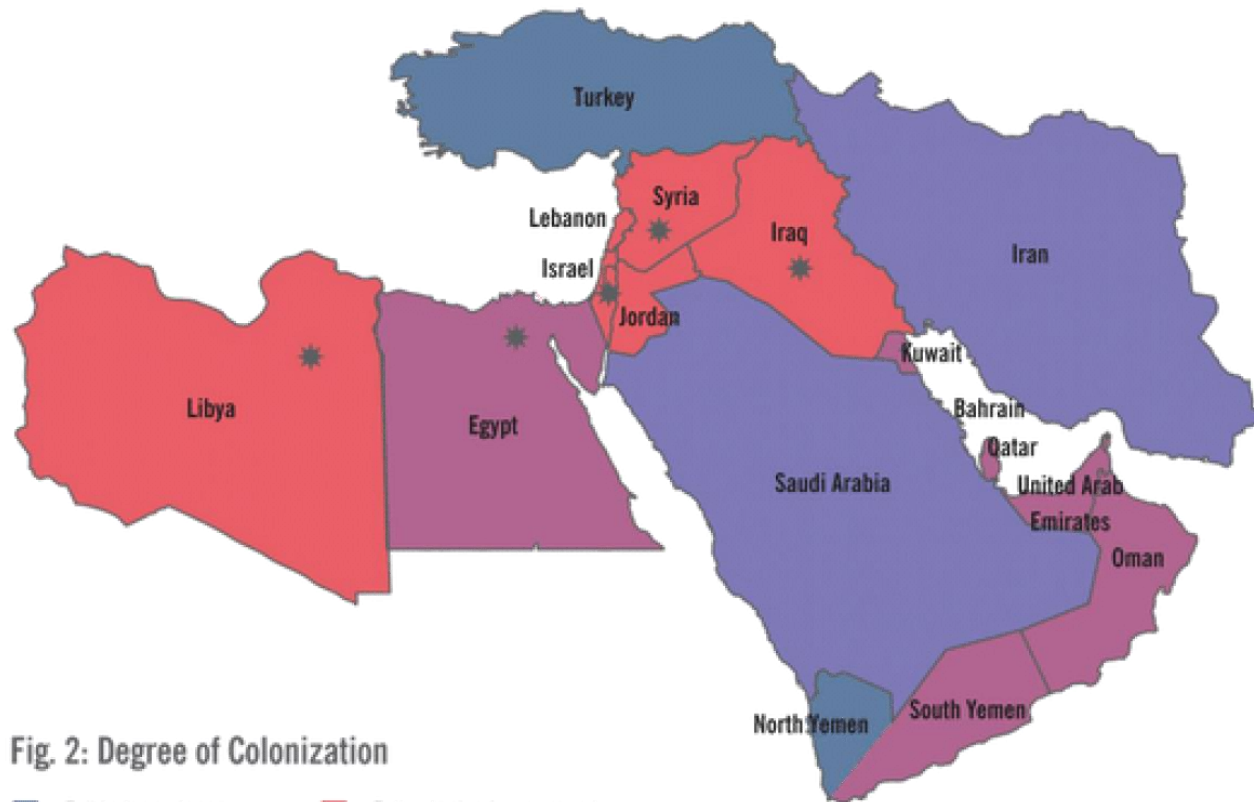 Turkey
Syria
Lebanon
Iraq
Iran
Israel
Jordan
Kuwait
Libya
Egypt
Bahrain
Qatar
Saudi Arabia
United Arab
Emirates
Oman
North Yemen
South Yemen
Fig. 2: Degree of Colonization